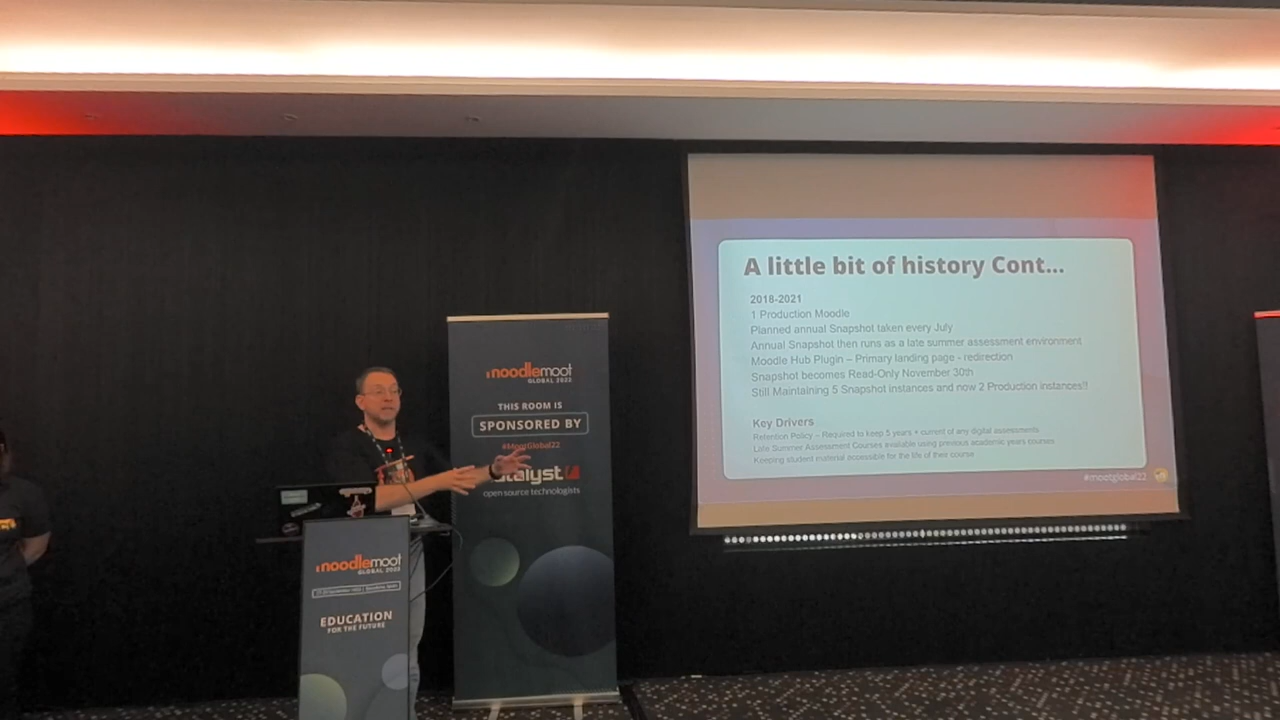 A little bit of history Cont...
2018-2021
1 Production Moodle
Planned annual Snapshot taken every July
Annual Snapshot then runs as a late summer assessment environment
Moodle Hub Plugin – Primary landing page - redirection
Snapshot becomes Read-Only November 30th
Still Maintaining 5 Snapshot instances and now 2 Production instances!!
Key Drivers
Retention Policy – Required to keep 5 years + current of any digital assessments
Late Summer Assessment Courses available using previous academic years courses
Keeping student material accessible for the life of their course
#mootglobal22
moodlemoot
GLOBAL 2022
THIS ROOM IS
SPONSORED BY
#MootGlobal22
catalyst
open source technologists
moodlemoot
GLOBAL 2022
EDUCATION
FOR THE FUTURE